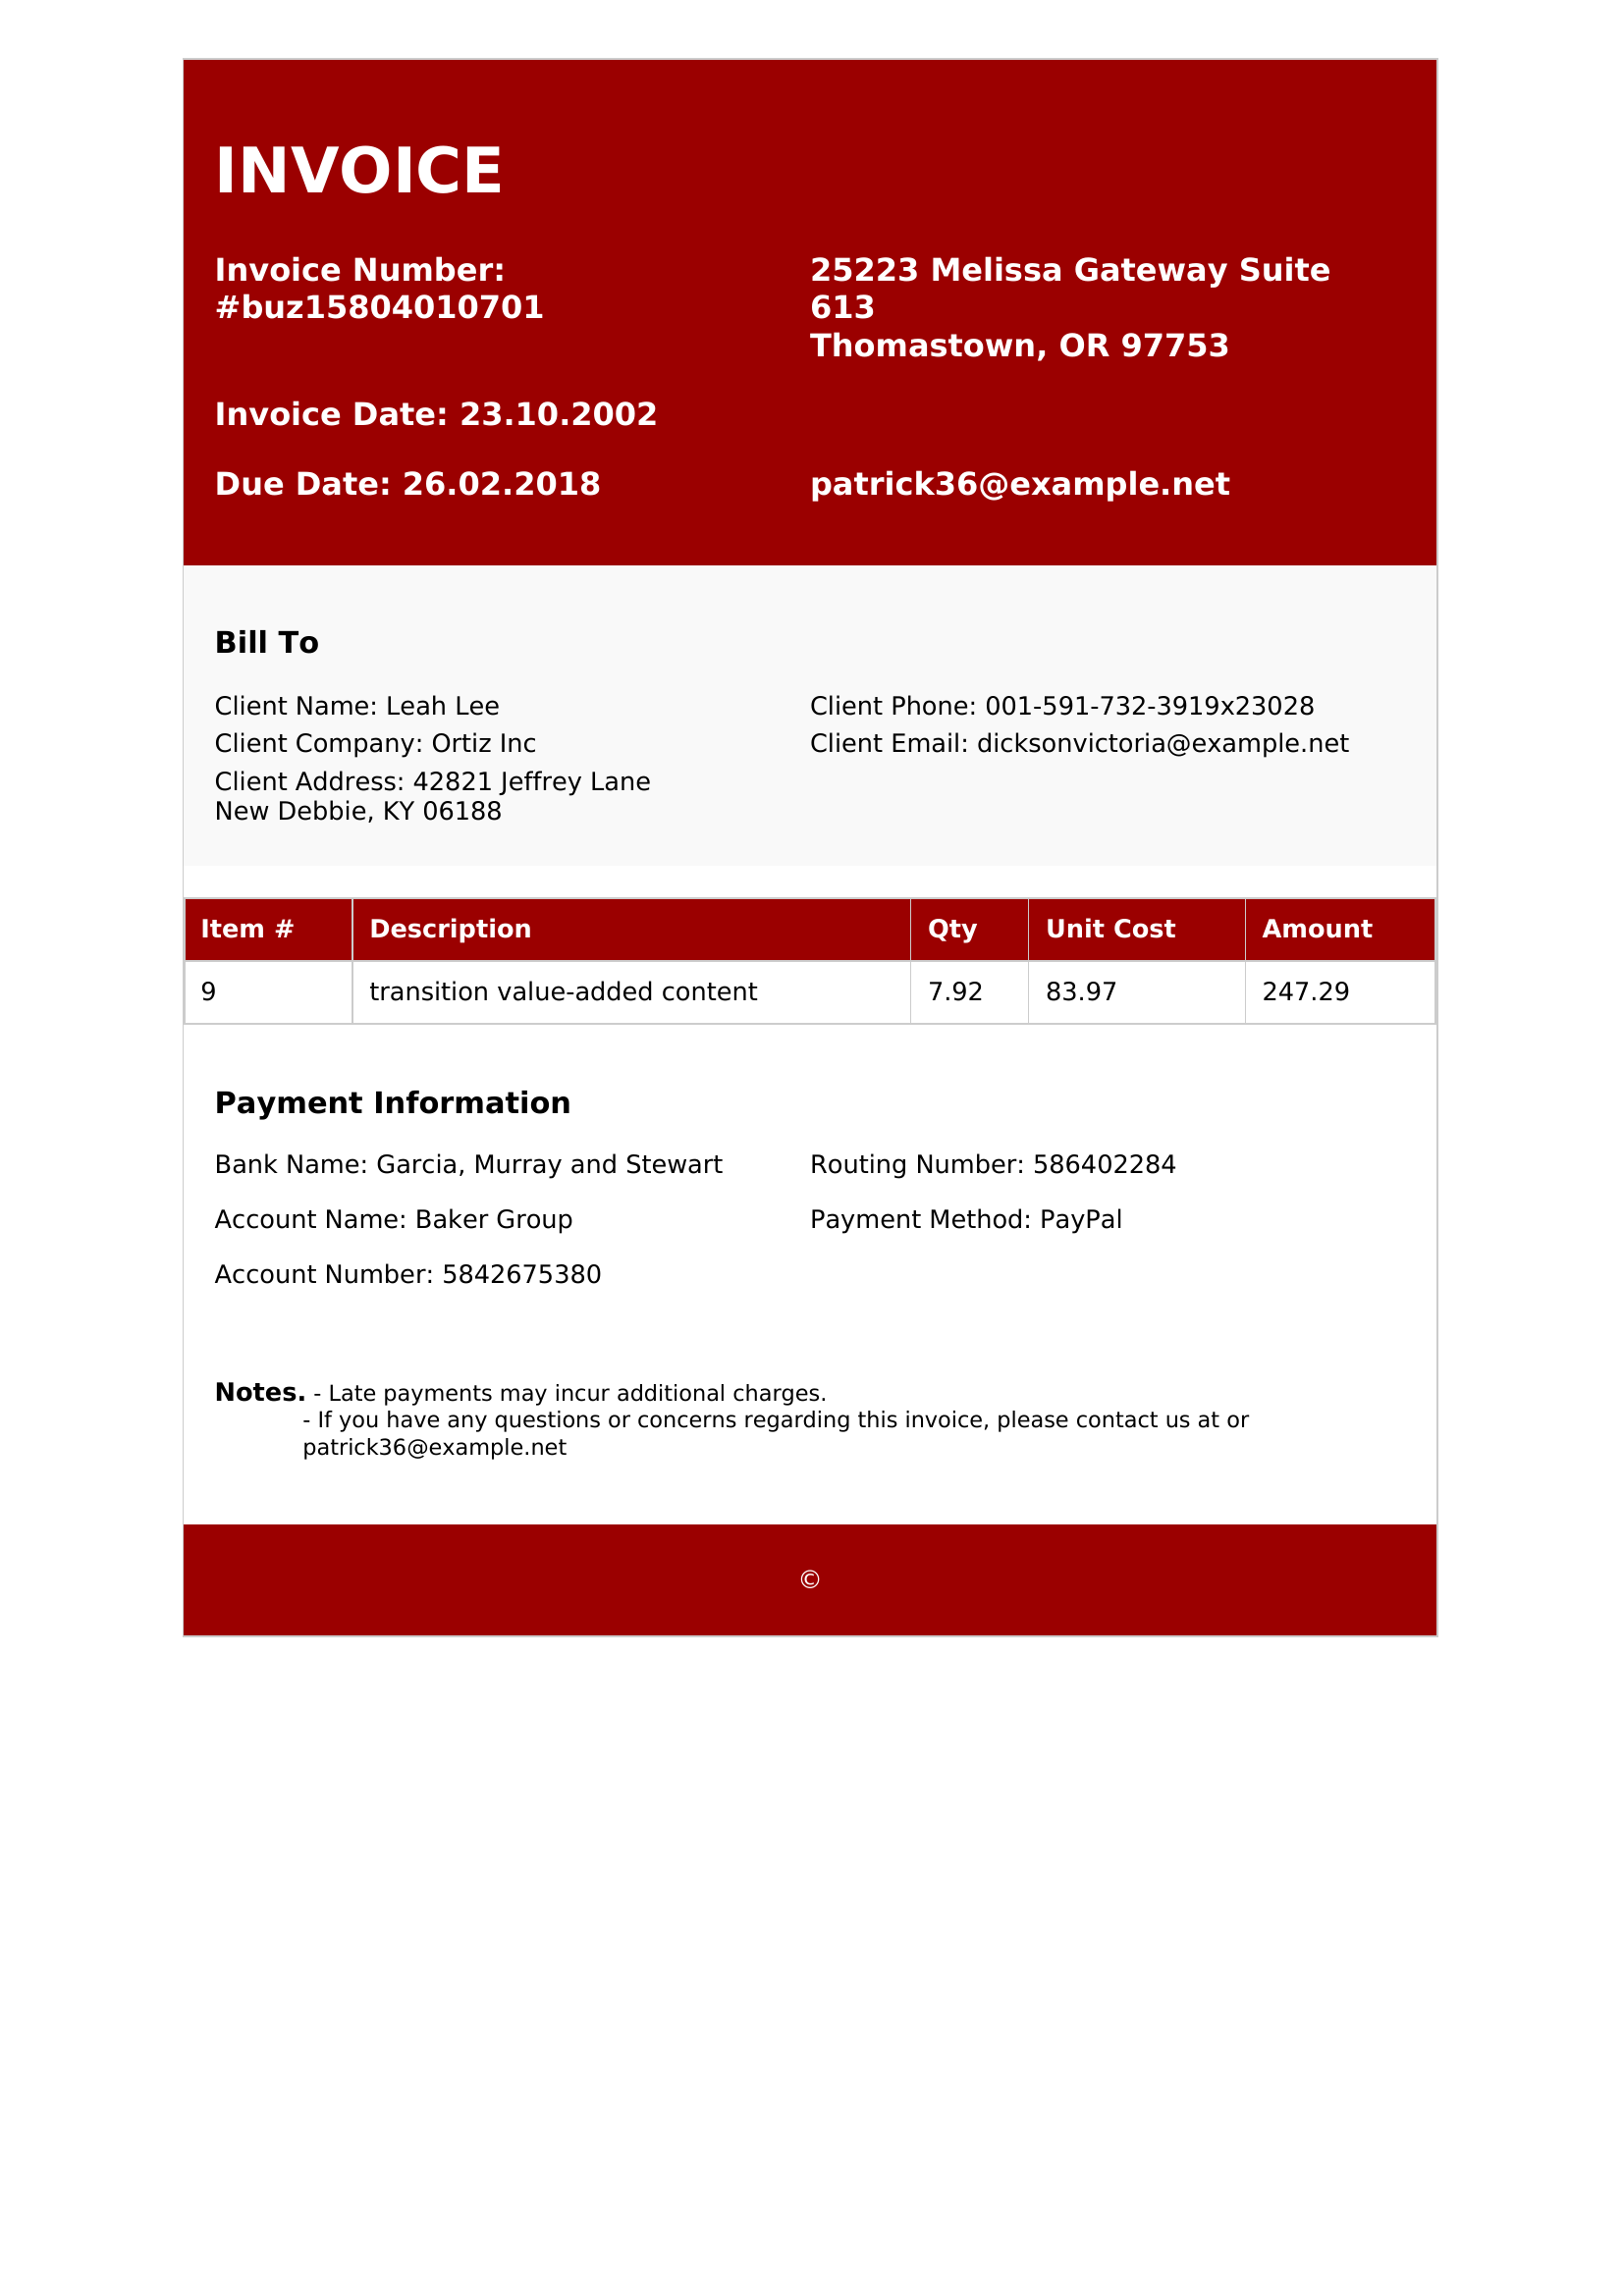 INVOICE
Invoice Number:
#buz15804010701
25223 Melissa Gateway Suite
613
Thomastown, OR 97753
Invoice Date: 23.10.2002
Due Date: 26.02.2018
patrick36@example.net
Bill To
Client Name: Leah Lee
Client Phone: 001-591-732-3919x23028
Client Company: Ortiz Inc
Client Email: dicksonvictoria@example.net
Client Address: 42821 Jeffrey Lane
New Debbie, KY 06188
Item # Description Qty Unit Cost Amount
9 transition value-added content 7.92 83.97 247.29
Payment Information
Bank Name: Garcia, Murray and Stewart
Routing Number: 586402284
Account Name: Baker Group
Payment Method: PayPal
Account Number: 5842675380
Notes. - Late payments may incur additional charges.
- If you have any questions or concerns regarding this invoice, please contact us at or
patrick36@example.net
©